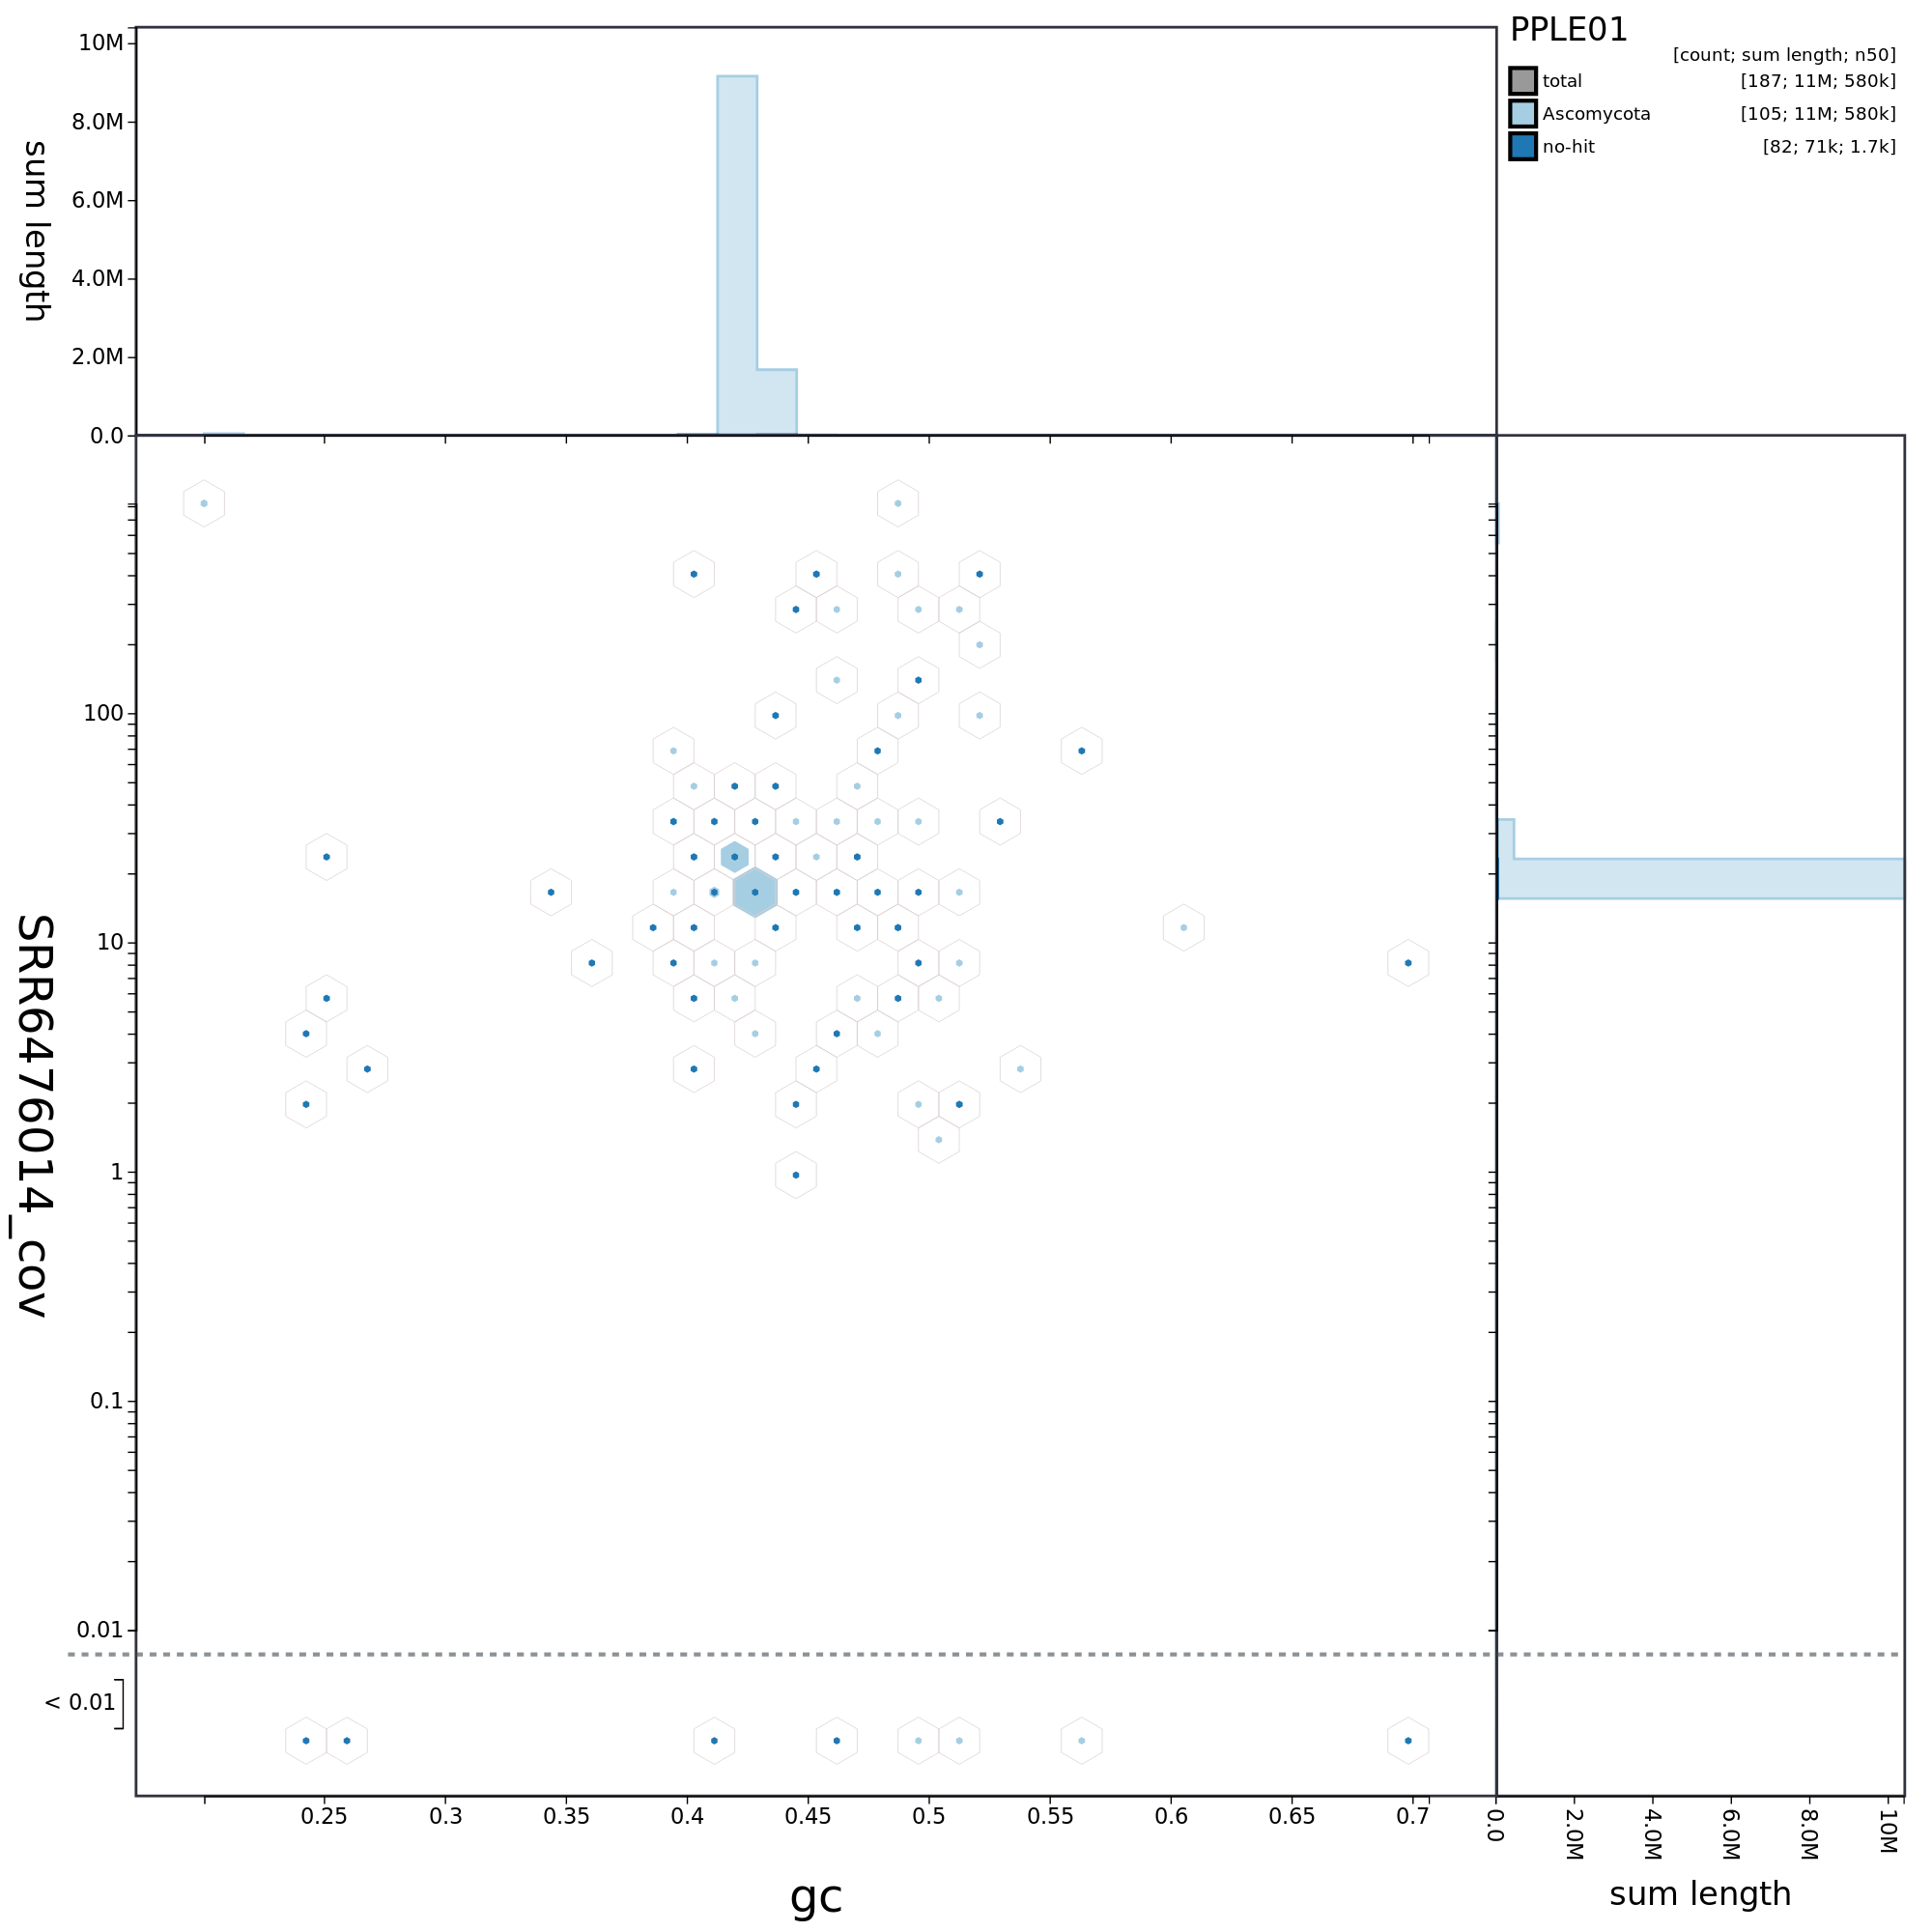 PPLE01
[count; sum length; n50]
total [187; 11M; 580k]
Ascomycota [105; 11M; 580k]
no-hit [82; 71k; 1.7k]
sum length
10M
8.0M
6.0M
4.0M
2.0M
0.0
SRR6476014_cov
100
10
1
0.1
0.01
< 0.01
0.25 0.3 0.35 0.4 0.45 0.5 0.55 0.6 0.65 0.7
gc
0.0 2.0M 4.0M 6.0M 8.0M 10M
sum length